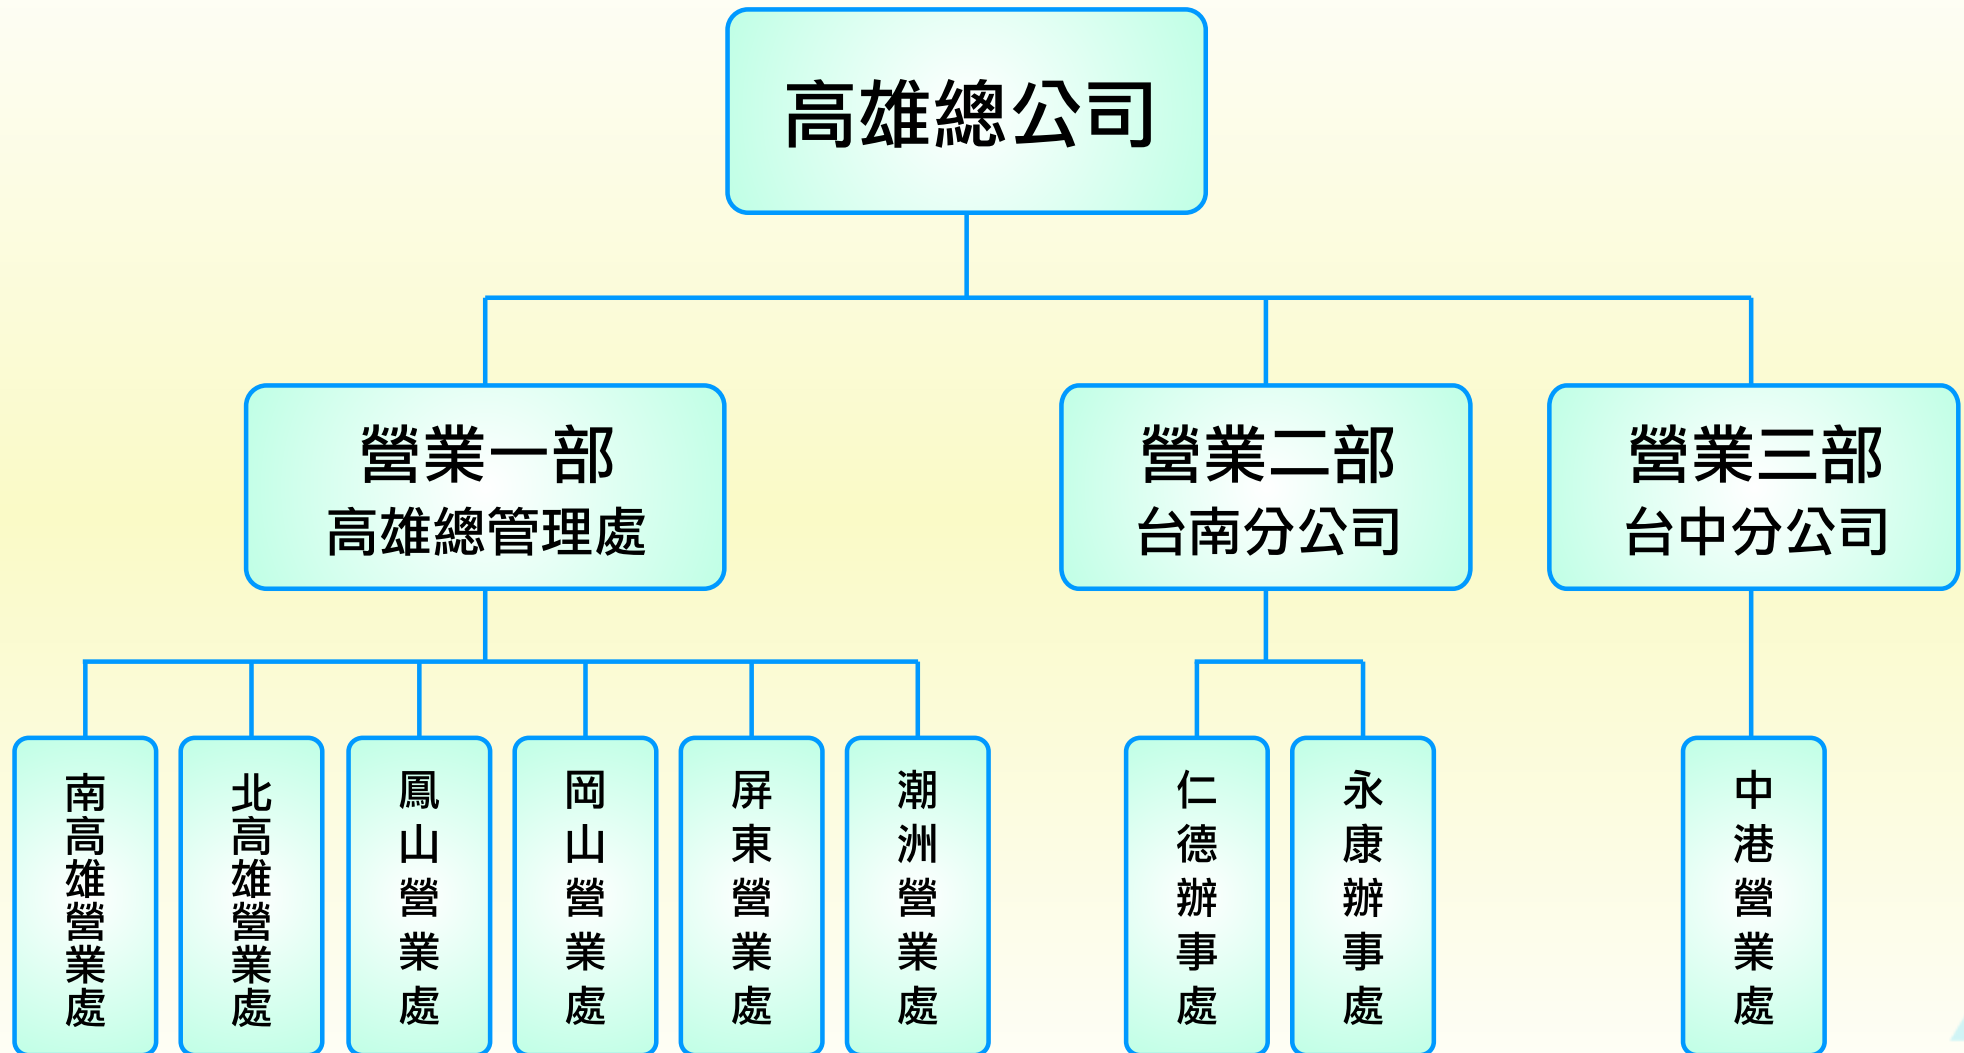 高雄總公司
營業一部
高雄總管理處
營業二部
台南分公司
營業三部
台中分公司
南高雄營業處
北高雄營業處
鳳山營業處
岡山營業處
屏東營業處
潮洲營業處
仁德辦事處
永康辦事處
中港營業處